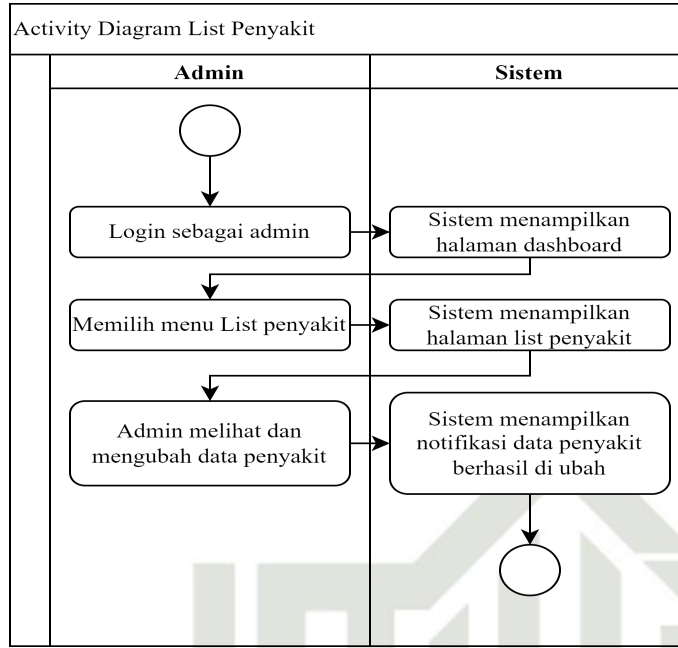 Activity Diagram List Penyakit
Admin
Sistem
Login sebagai admin
Sistem menampilkan
halaman dashboard
Memilih menu List penyakit
Sistem menampilkan
halaman list penyakit
Admin melihat dan
mengubah data penyakit
Sistem menampilkan
notifikasi data penyakit
berhasil di ubah